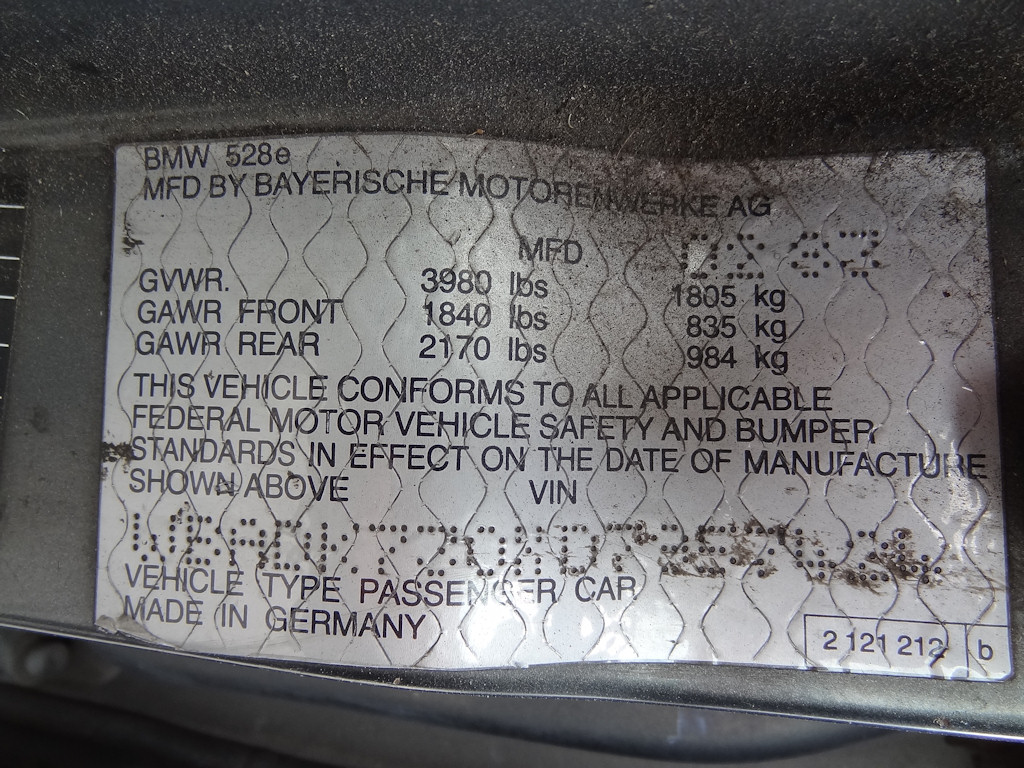 BMW 528e
MFD BY BAYERISCHE MOTORENWERKE AG
MFD
GVWR. 3980 lbs 1805 kg
GAWR FRONT 1840 lbs 835 kg
GAWR REAR 2170 lbs 984 kg
THIS VEHICLE CONFORMS TO ALL APPLICABLE
FEDERAL MOTOR VEHICLE SAFETY AND BUMPER
STANDARDS IN EFFECT ON THE DATE OF MANUFACTURE
SHOWN ABOVE VIN
VEHICLE TYPE PASSENGER CAR
MADE IN GERMANY
2 121 212 b